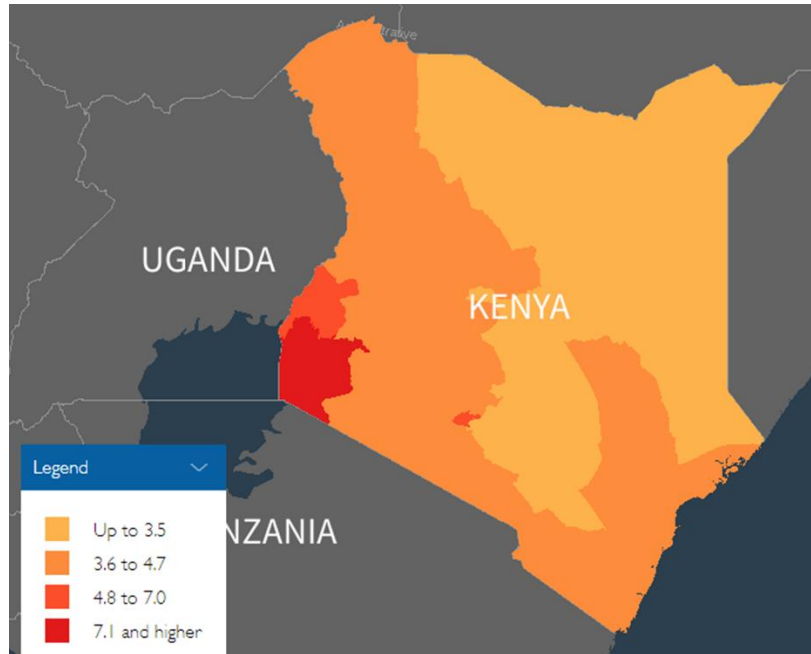 UGANDA
KENYA
Legend
NZANIA
Up to 3.5
3.6 to 4.7
4.8 to 7.0
7.1 and higher